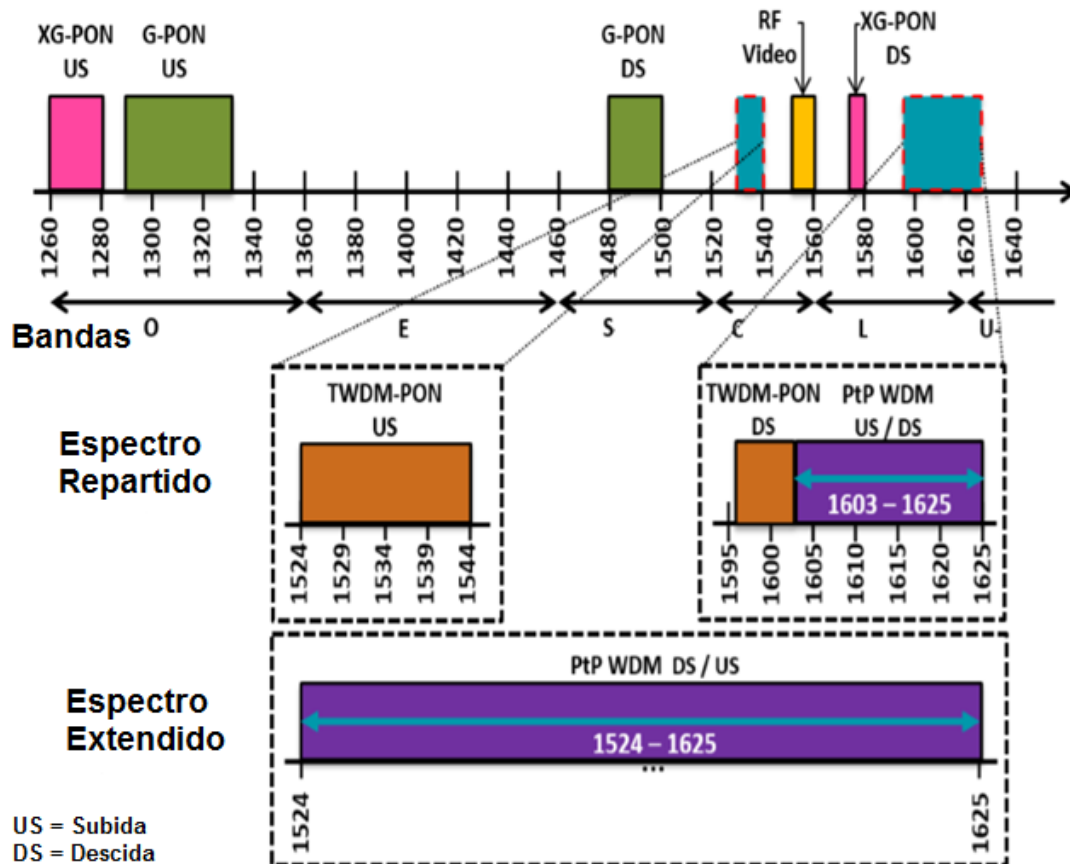 XG-PON
US
G-PON
US
G-PON
DS
RF
Video
XG-PON
DS
1260 1280 1300 1320 1340 1360 1380 1400 1420 1440 1460 1480 1500 1520 1540 1560 1580 1600 1620 1640
Bandas O E S C L U-
Espectro
Repartido
TWDM-PON
US
1524 1529 1534 1539 1544
TWDM-PON
DS
PtP WDM
US / DS
1603 – 1625
1595 1600 1605 1610 1615 1620 1625
Espectro
Extendido
PtP WDM DS / US
1524 – 1625
...
1524 1625
US = Subida
DS = Descida